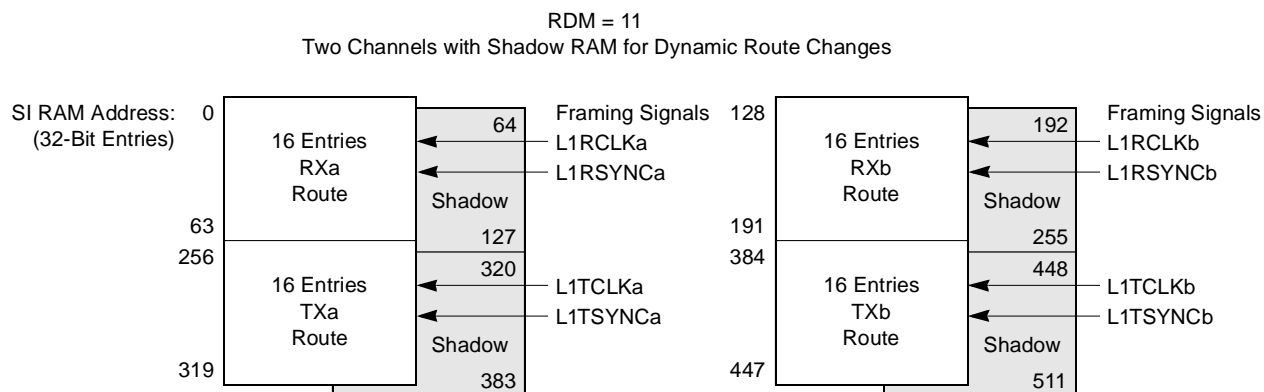 RDM = 11
Two Channels with Shadow RAM for Dynamic Route Changes
SI RAM Address:
(32-Bit Entries)
0
16 Entries
RXa
Route
63
64
Shadow
127
Framing Signals
L1RCLKa
L1RSYNCa
256
16 Entries
TXa
Route
319
320
Shadow
383
L1TCLKa
L1TSYNCa
128
16 Entries
RXb
Route
191
192
Shadow
255
Framing Signals
L1RCLKb
L1RSYNCb
384
16 Entries
TXb
Route
447
448
Shadow
511
L1TCLKb
L1TSYNCb